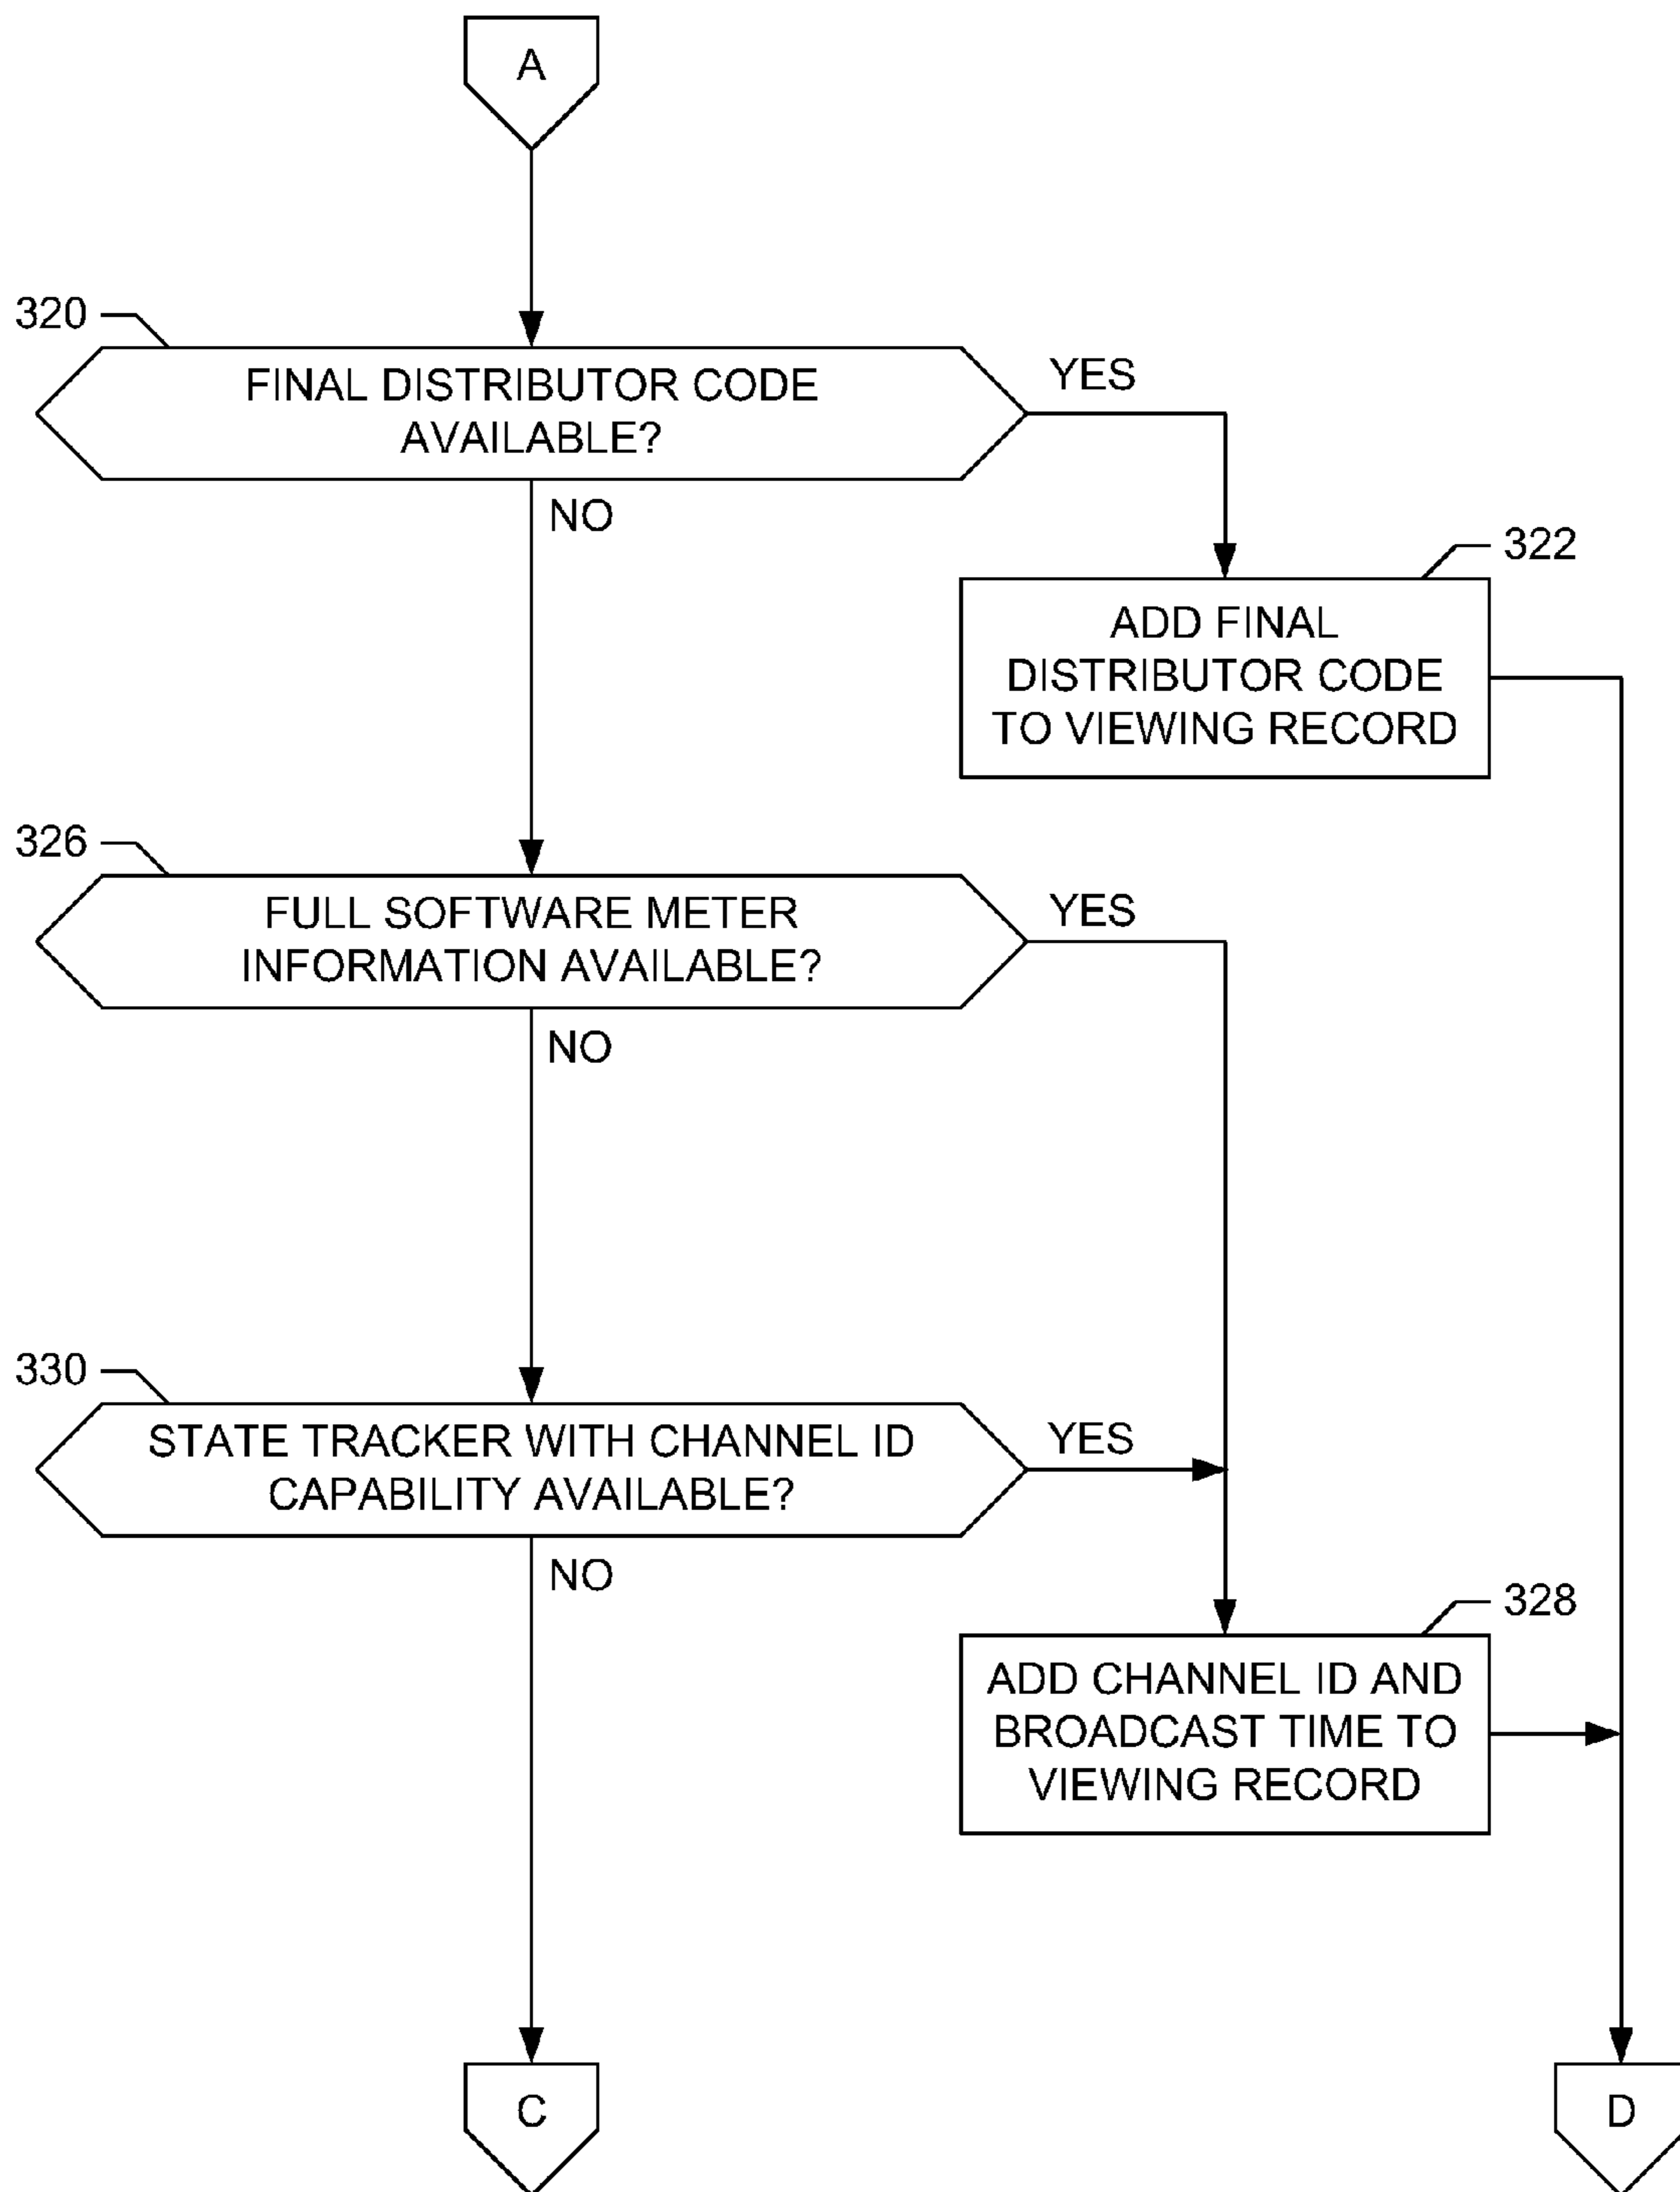 A
320
FINAL DISTRIBUTOR CODE
AVAILABLE?
YES
NO
322
ADD FINAL
DISTRIBUTOR CODE
TO VIEWING RECORD
326
FULL SOFTWARE METER
INFORMATION AVAILABLE?
YES
NO
330
STATE TRACKER WITH CHANNEL ID
CAPABILITY AVAILABLE?
YES
NO
328
ADD CHANNEL ID AND
BROADCAST TIME TO
VIEWING RECORD
C
D